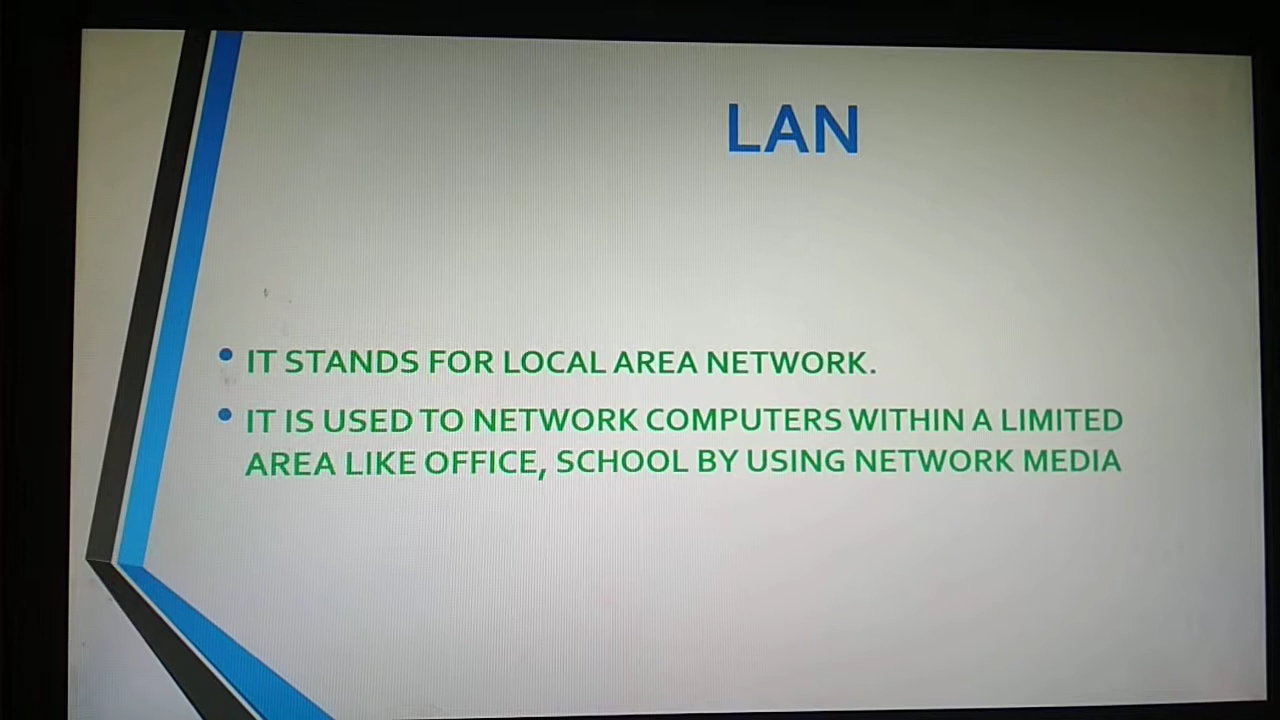 LAN
• IT STANDS FOR LOCAL AREA NETWORK.
• IT IS USED TO NETWORK COMPUTERS WITHIN A LIMITED
AREA LIKE OFFICE, SCHOOL BY USING NETWORK MEDIA